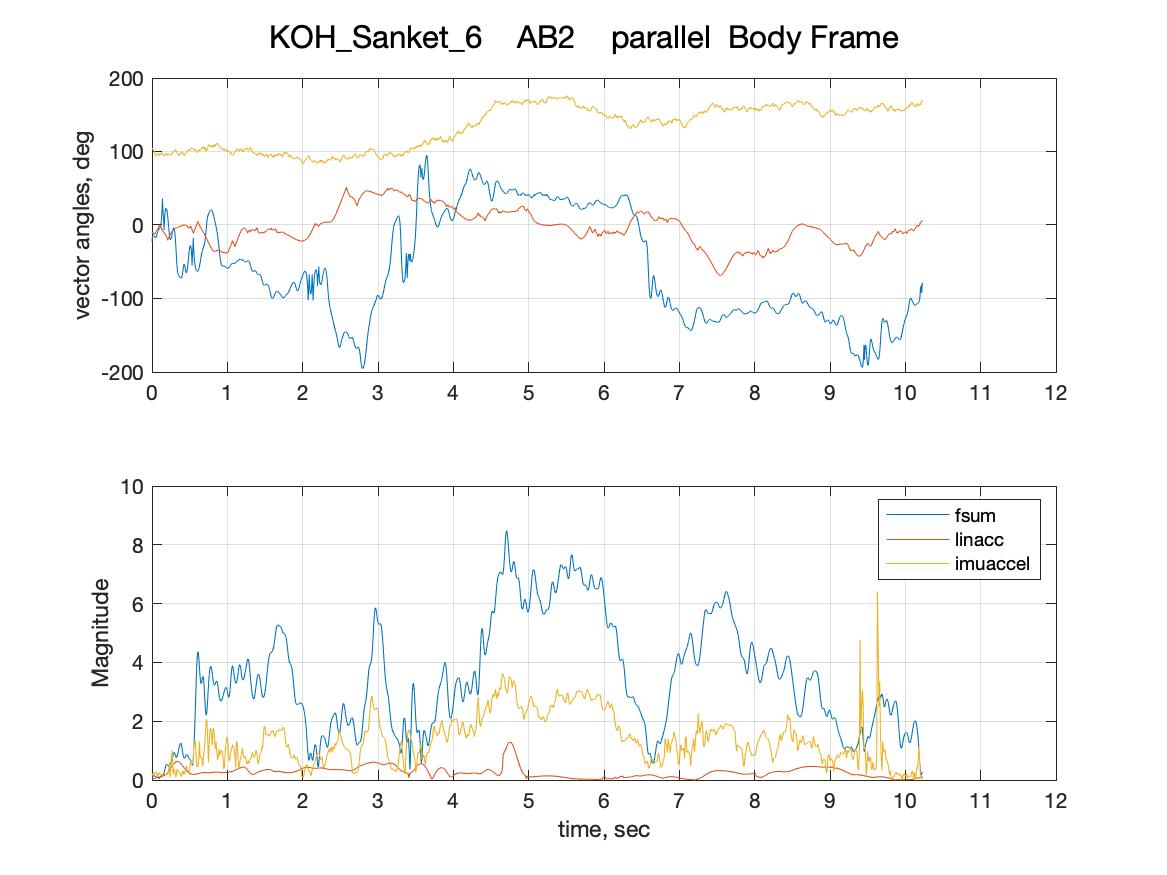 KOH_Sanket_6 AB2 parallel Body Frame
200
100
0
-100
-200
vector angles, deg
0 1 2 3 4 5 6 7 8 9 10 11 12
10
8
6
4
2
0
Magnitude
fsum
linacc
imuaccel
0 1 2 3 4 5 6 7 8 9 10 11 12
time, sec